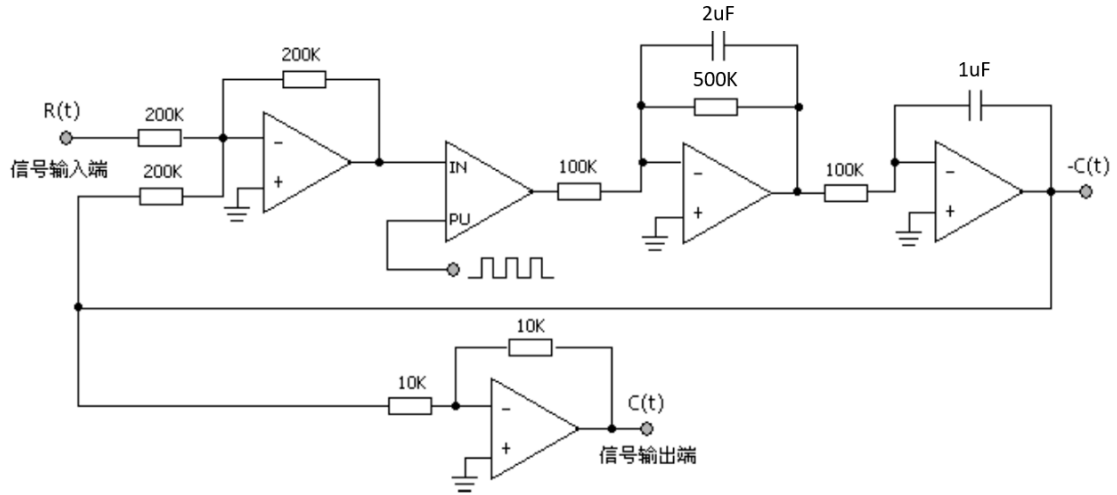 2uF
200K
500K
1uF
R(t)
200K
-
IN
100K
-
100K
-
-C(t)
信号输入端
200K
+
PU
+
+
10K
10K
-
C(t)
+
信号输出端